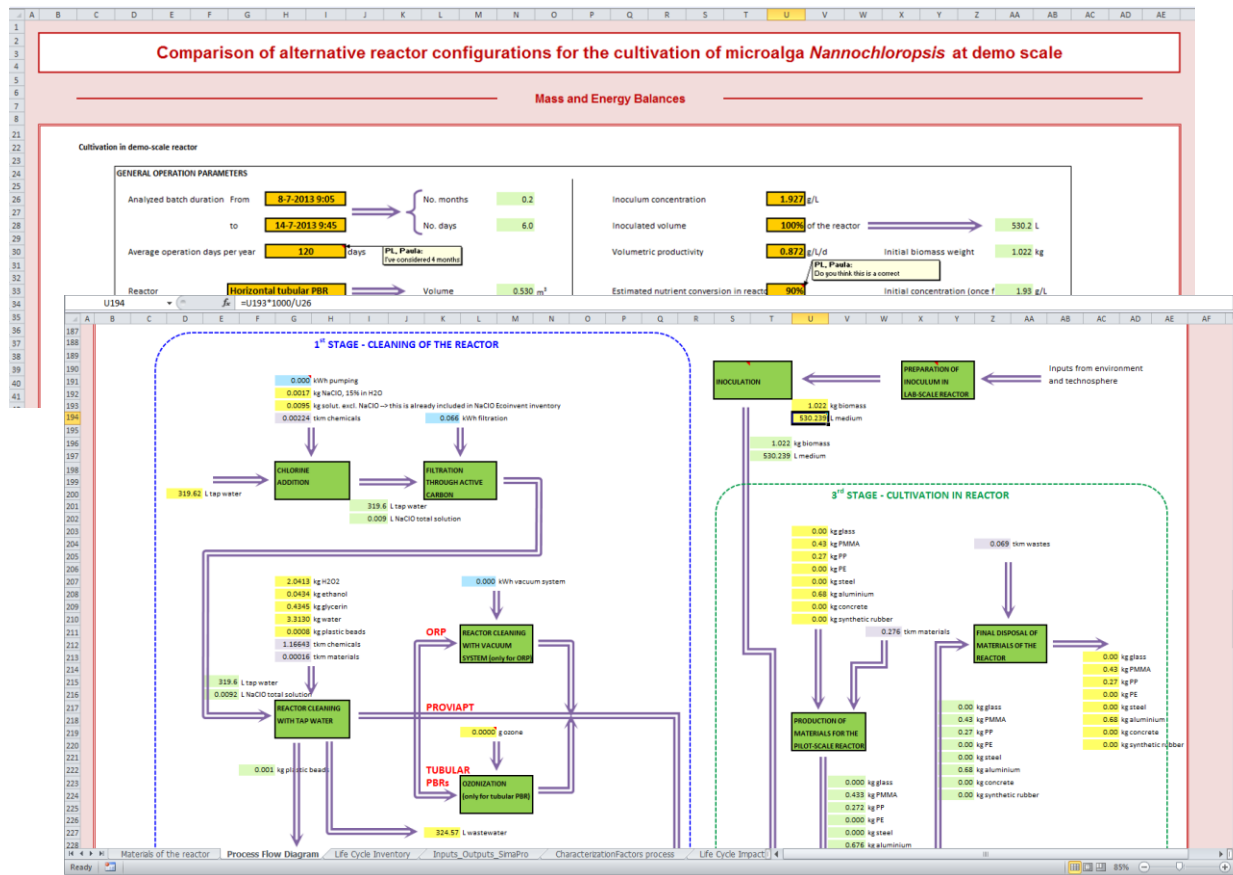 Comparison of alternative reactor configurations for the cultivation of microalga Nannochloropsis at demo scale
Mass and Energy Balances
Cultivation in demo-scale reactor
GENERAL OPERATION PARAMETERS
Analyzed batch duration From 8-7-2013 9:05 No. months 0.2 Inoculum concentration 1.927 g/L
to 14-7-2013 9:45 No. days 6.0 Inoculated volume 100% of the reactor 530.2 L
Average operation days per year 120 days Volumetric productivity 0.872 g/L/d Initial biomass weight 1.022 kg
PL, Paula:
I've considered 4 months
PL, Paula:
Do you think this is a correct
Reactor Horizontal tubular PBR Volume 0.530 m³ Estimated nutrient conversion in reacto 90% Initial concentration (once f 1.93 g/L
U194 fx =U193*1000/U26
1st STAGE - CLEANING OF THE REACTOR
0.000 kWh pumping
0.0017 kg NaClO, 15% in H2O
0.0095 kg solut. excl. NaClO --> this is already included in NaClO Ecoinvent inventory
0.00224 tkm chemicals 0.066 kWh filtration
CHLORINE
ADDITION
FILTRATION
THROUGH ACTIVE
CARBON
319.62 L tap water
319.6 L tap water
0.009 L NaClO total solution
2.0413 kg H2O2 0.000 kWh vacuum system
0.0434 kg ethanol
0.4345 kg glycerin
3.3130 kg water
0.0008 kg plastic beads
1.16643 tkm chemicals
0.00016 tkm materials
ORP
REACTOR CLEANING
WITH VACUUM
SYSTEM (only for ORP)
319.6 L tap water
0.0092 L NaClO total solution
REACTOR CLEANING
WITH TAP WATER
PROVIAPT
0.0000 g ozone
0.001 kg plastic beads
TUBULAR
PBRs
OZONIZATION
(only for tubular PBR)
324.57 L wastewater
INOCULATION
PREPARATION OF
INOCULUM IN
LAB-SCALE REACTOR
Inputs from environment
and technosphere
1.022 kg biomass
530.239 L medium
1.022 kg biomass
530.239 L medium
3rd STAGE - CULTIVATION IN REACTOR
0.00 kg glass
0.43 kg PMMA 0.069 tkm wastes
0.27 kg PP
0.00 kg PE
0.00 kg steel
0.68 kg aluminium
0.00 kg concrete
0.00 kg synthetic rubber
0.276 tkm materials
FINAL DISPOSAL OF
MATERIALS OF THE
REACTOR
0.00 kg glass
0.43 kg PMMA
0.27 kg PP
0.00 kg PE
0.00 kg steel
0.68 kg aluminium
0.00 kg concrete
0.00 kg synthetic rubber
PRODUCTION OF
MATERIALS FOR THE
PILOT-SCALE REACTOR
0.00 kg glass
0.43 kg PMMA
0.27 kg PP
0.00 kg PE
0.00 kg steel
0.68 kg aluminium
0.00 kg concrete
0.00 kg synthetic rubber
0.000 kg glass
0.433 kg PMMA
0.272 kg PP
0.000 kg PE
0.000 kg steel
0.676 kg aluminium
Materials of the reactor Process Flow Diagram Life Cycle Inventory Inputs_Outputs_SimaPro CharacterizationFactors process Life Cycle Impact
Ready 85%